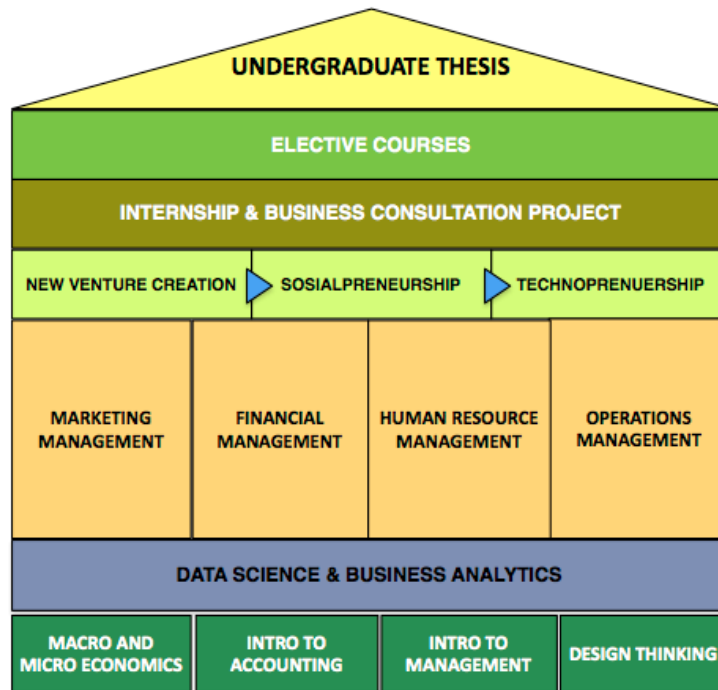 UNDERGRADUATE THESIS
ELECTIVE COURSES
INTERNSHIP & BUSINESS CONSULTATION PROJECT
NEW VENTURE CREATION
SOSIALPRENEURSHIP
TECHNOPRENUERSHIP
MARKETING
MANAGEMENT
FINANCIAL
MANAGEMENT
HUMAN RESOURCE
MANAGEMENT
OPERATIONS
MANAGEMENT
DATA SCIENCE & BUSINESS ANALYTICS
MACRO AND
MICRO ECONOMICS
INTRO TO
ACCOUNTING
INTRO TO
MANAGEMENT
DESIGN THINKING